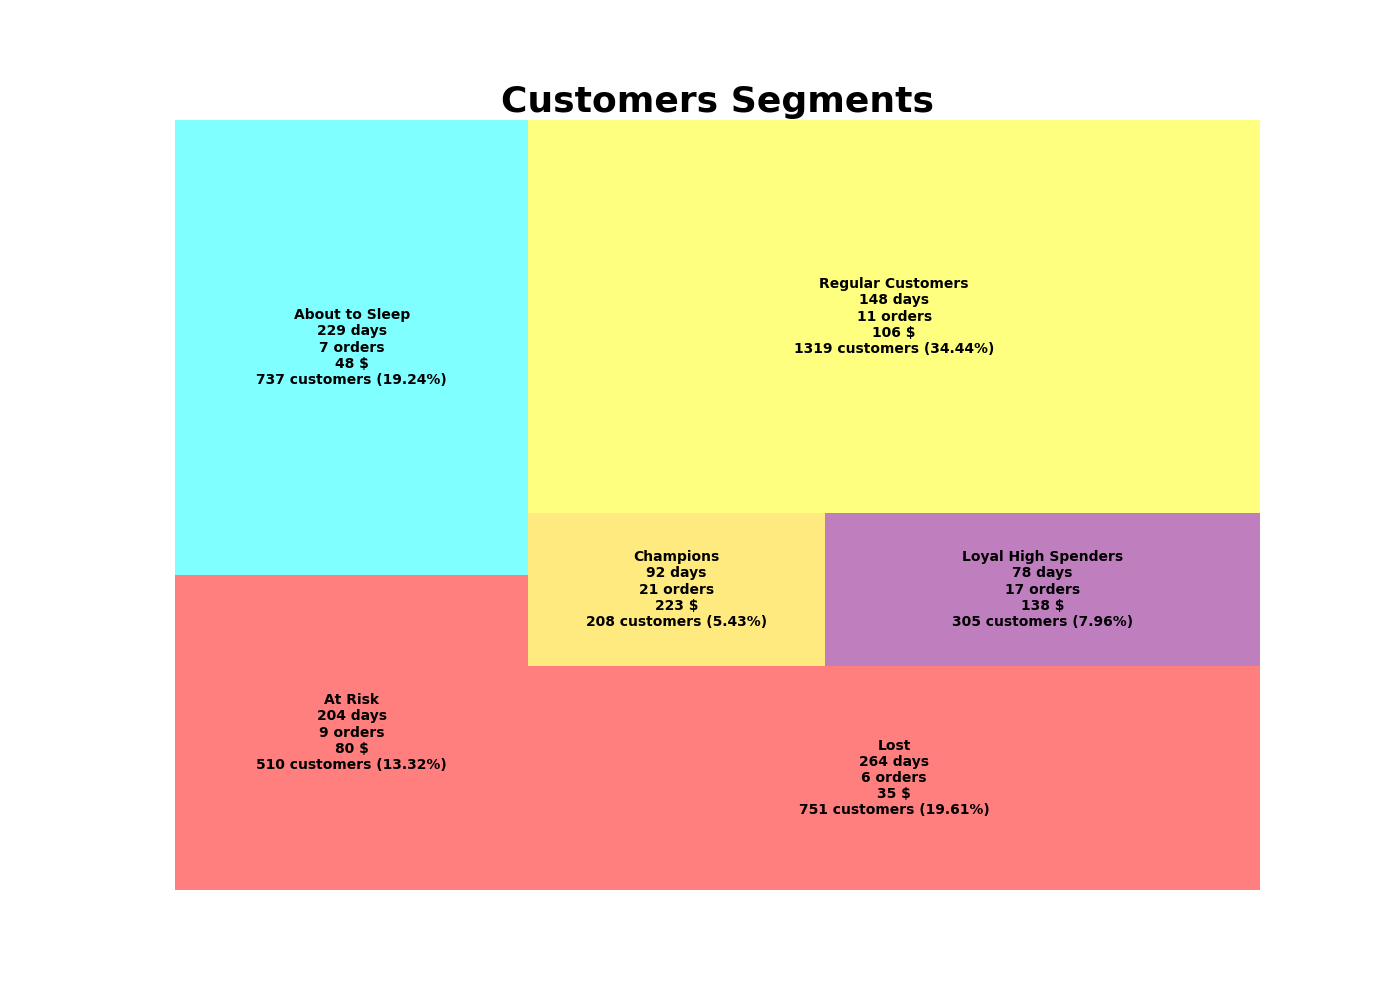 Customers Segments
About to Sleep
229 days
7 orders
48 $
737 customers (19.24%)
Regular Customers
148 days
11 orders
106 $
1319 customers (34.44%)
Champions
92 days
21 orders
223 $
208 customers (5.43%)
Loyal High Spenders
78 days
17 orders
138 $
305 customers (7.96%)
At Risk
204 days
9 orders
80 $
510 customers (13.32%)
Lost
264 days
6 orders
35 $
751 customers (19.61%)